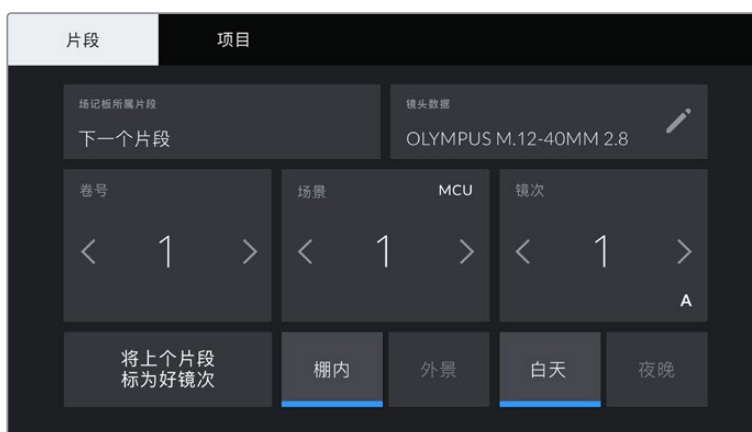 片段 项目
场记板所属片段 镜头数据
下一个片段 OLYMPUS M.12-40MM 2.8
卷号 场景 MCU 镜次
< 1 > < 1 > < 1 >
A
将上个片段
标为好镜次
棚内 外景 白天 夜晚